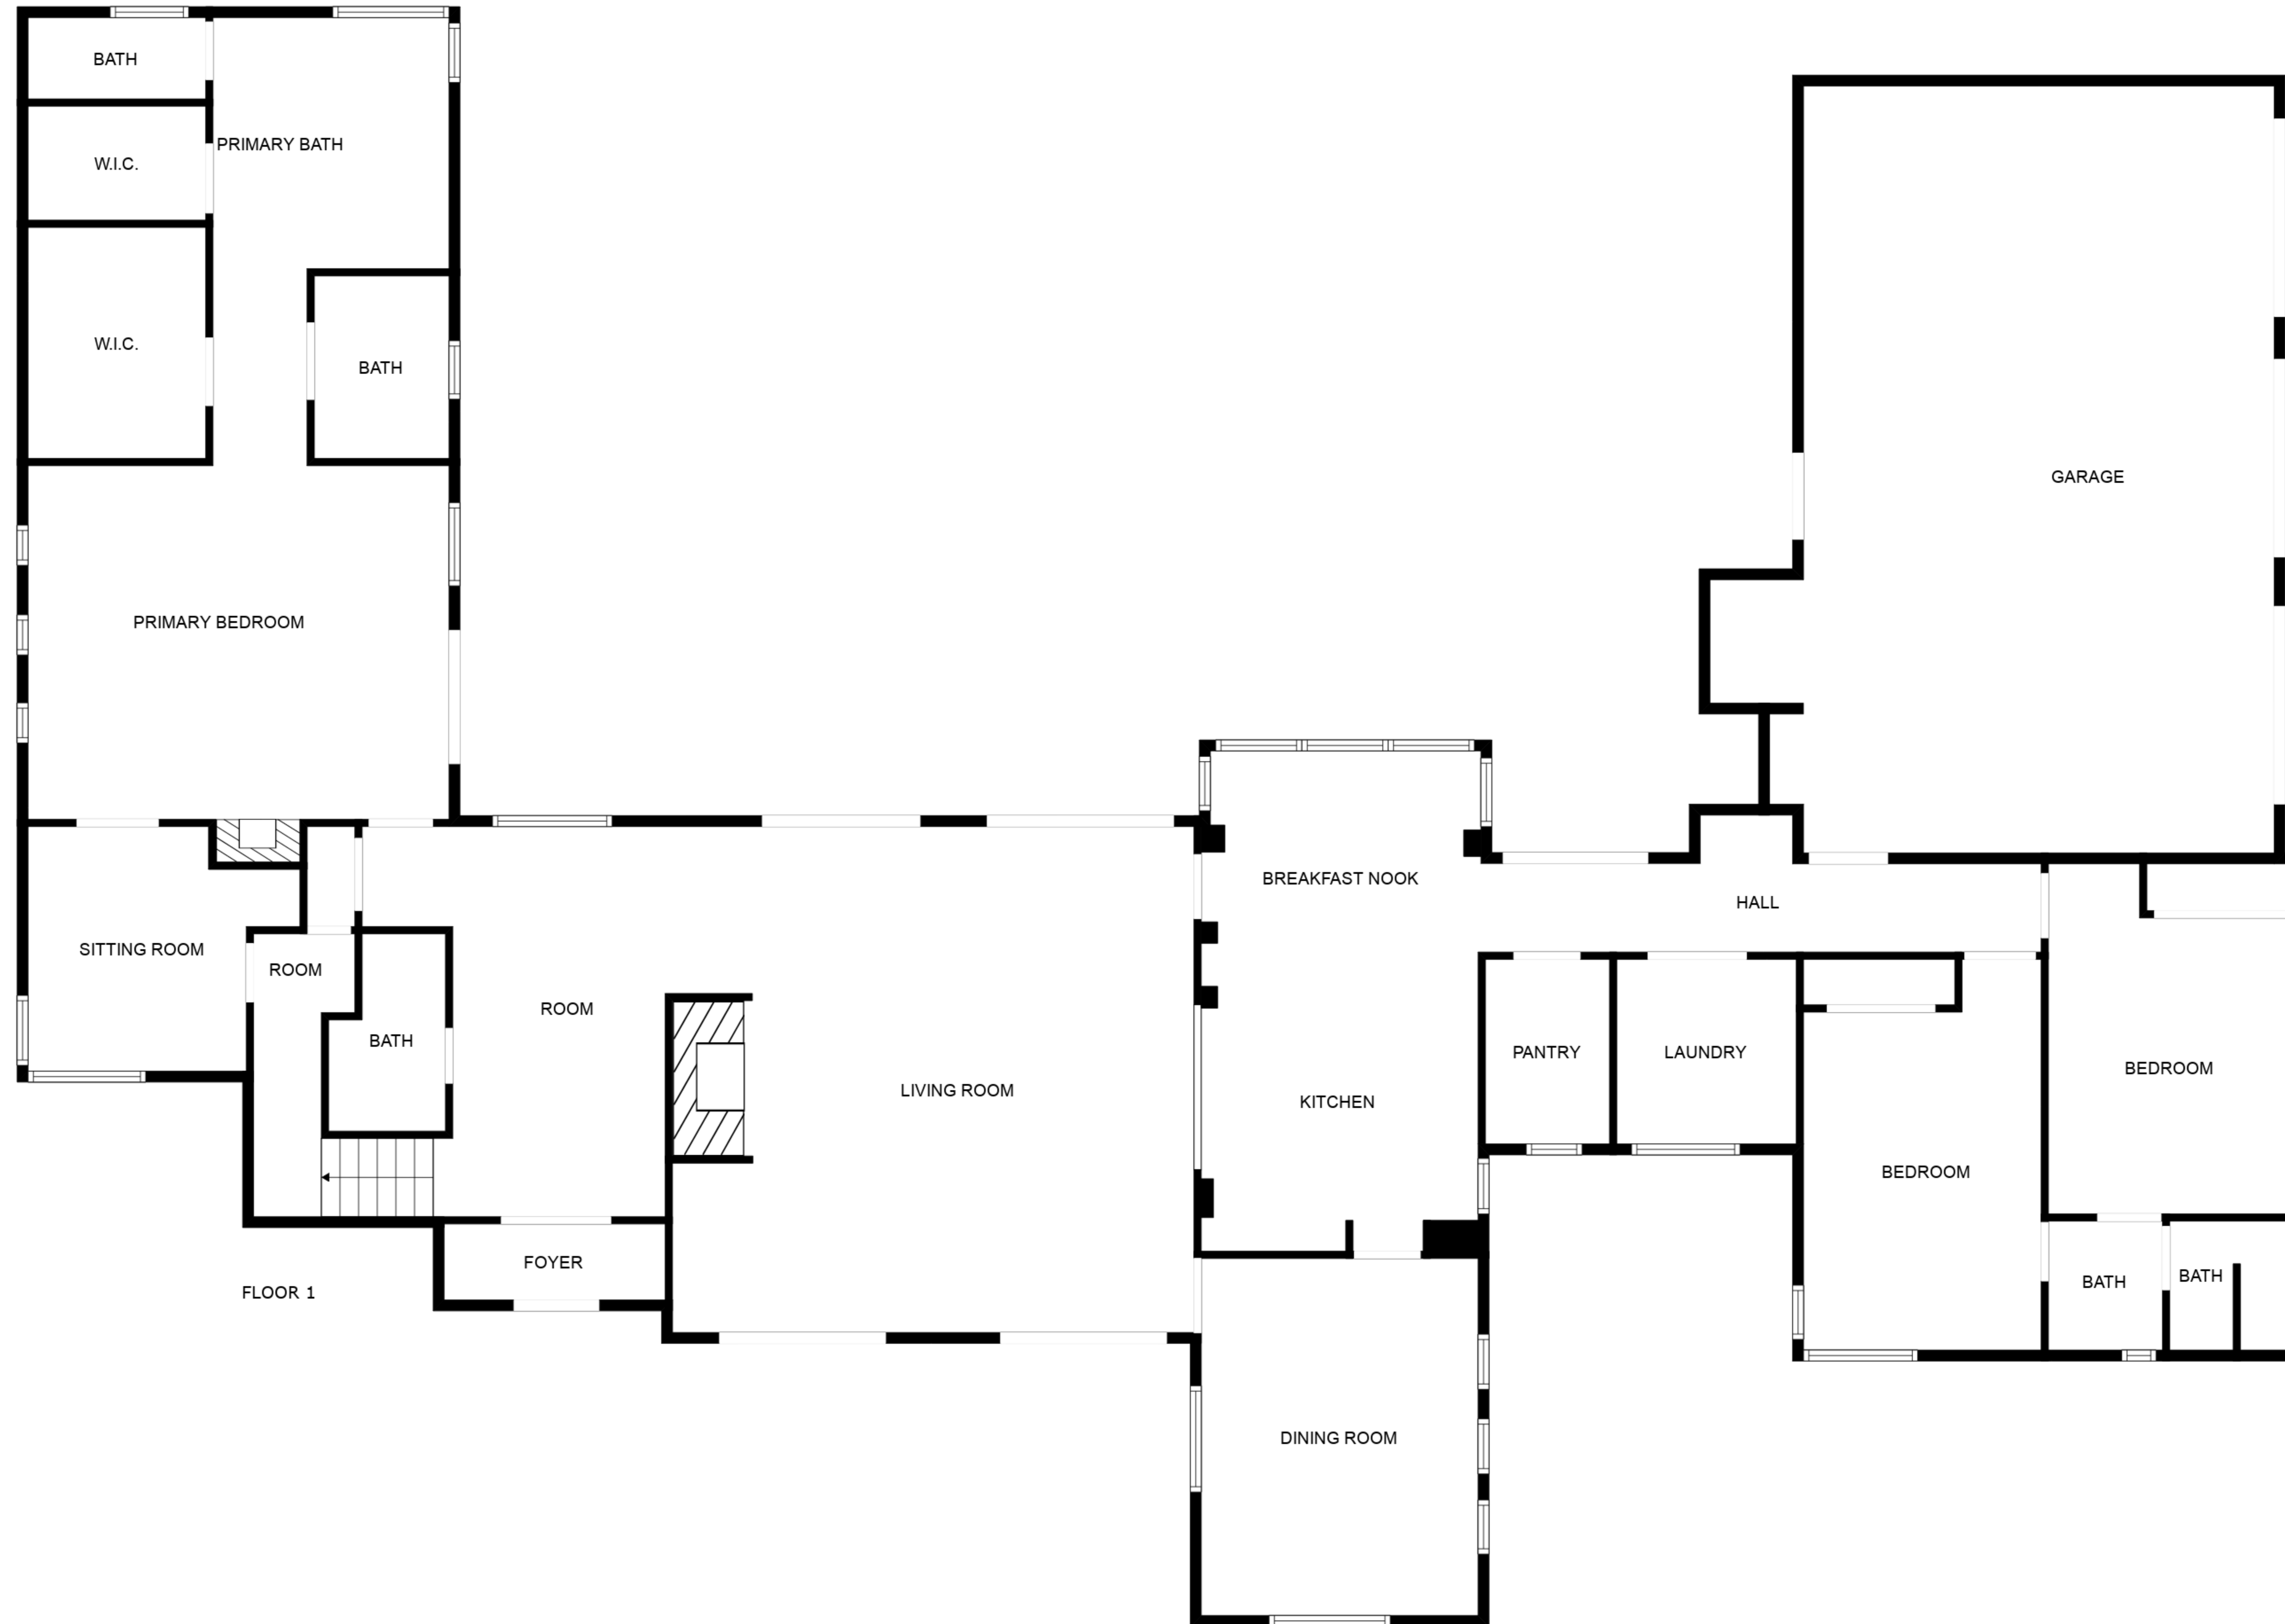 BATH
PRIMARY BATH
W.I.C.
W.I.C.
BATH
GARAGE
PRIMARY BEDROOM
BREAKFAST NOOK
HALL
SITTING ROOM
ROOM
ROOM
BATH
LIVING ROOM
KITCHEN
PANTRY
LAUNDRY
BEDROOM
BEDROOM
FOYER
FLOOR 1
BATH
BATH
DINING ROOM